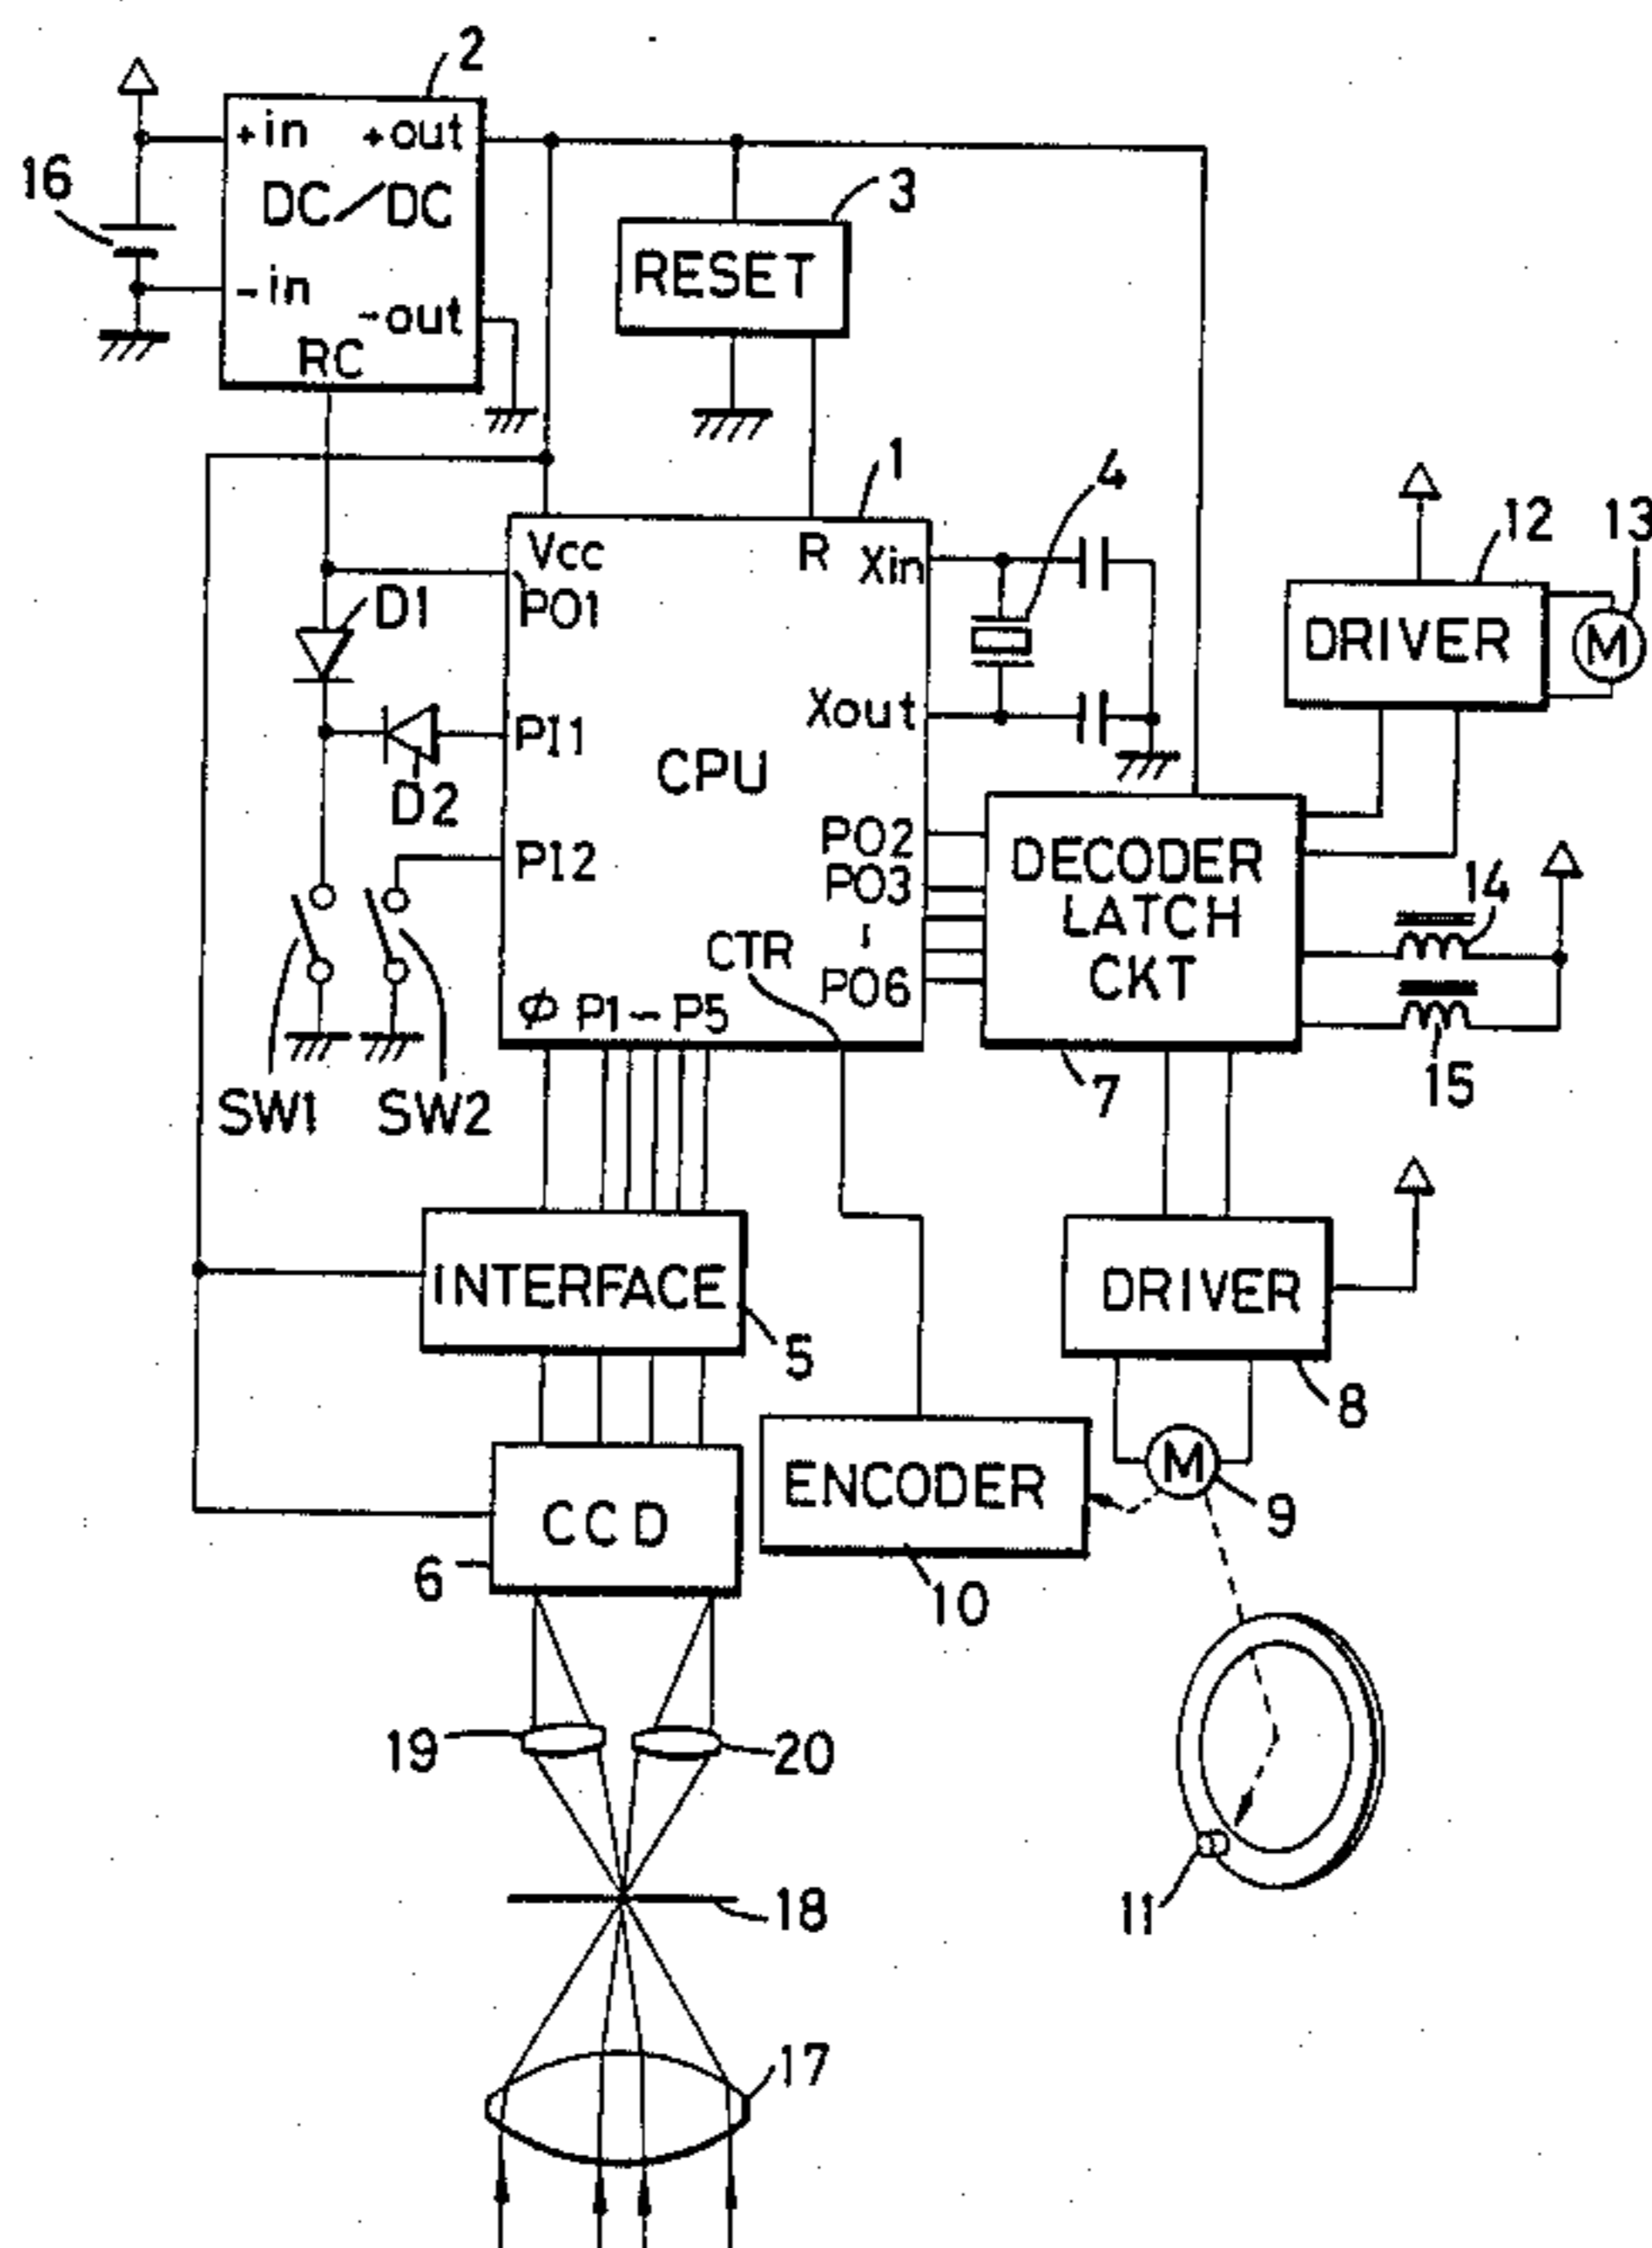 2
+in +out
16
DC/DC
3
RESET
-in
-out
RC
1
4
12
13
Vcc
R
Xin
D1
PO1
DRIVER
M
Xout
PI1
CPU
D2
PO2
DECODER
PI2
PO3
14
LATCH
CTR
CKT
PO6
ϕ P1 - P5
7
15
SW1
SW2
INTERFACE
DRIVER
5
8
M
ENCODER
9
CCD
6
10
19
20
18
11
17